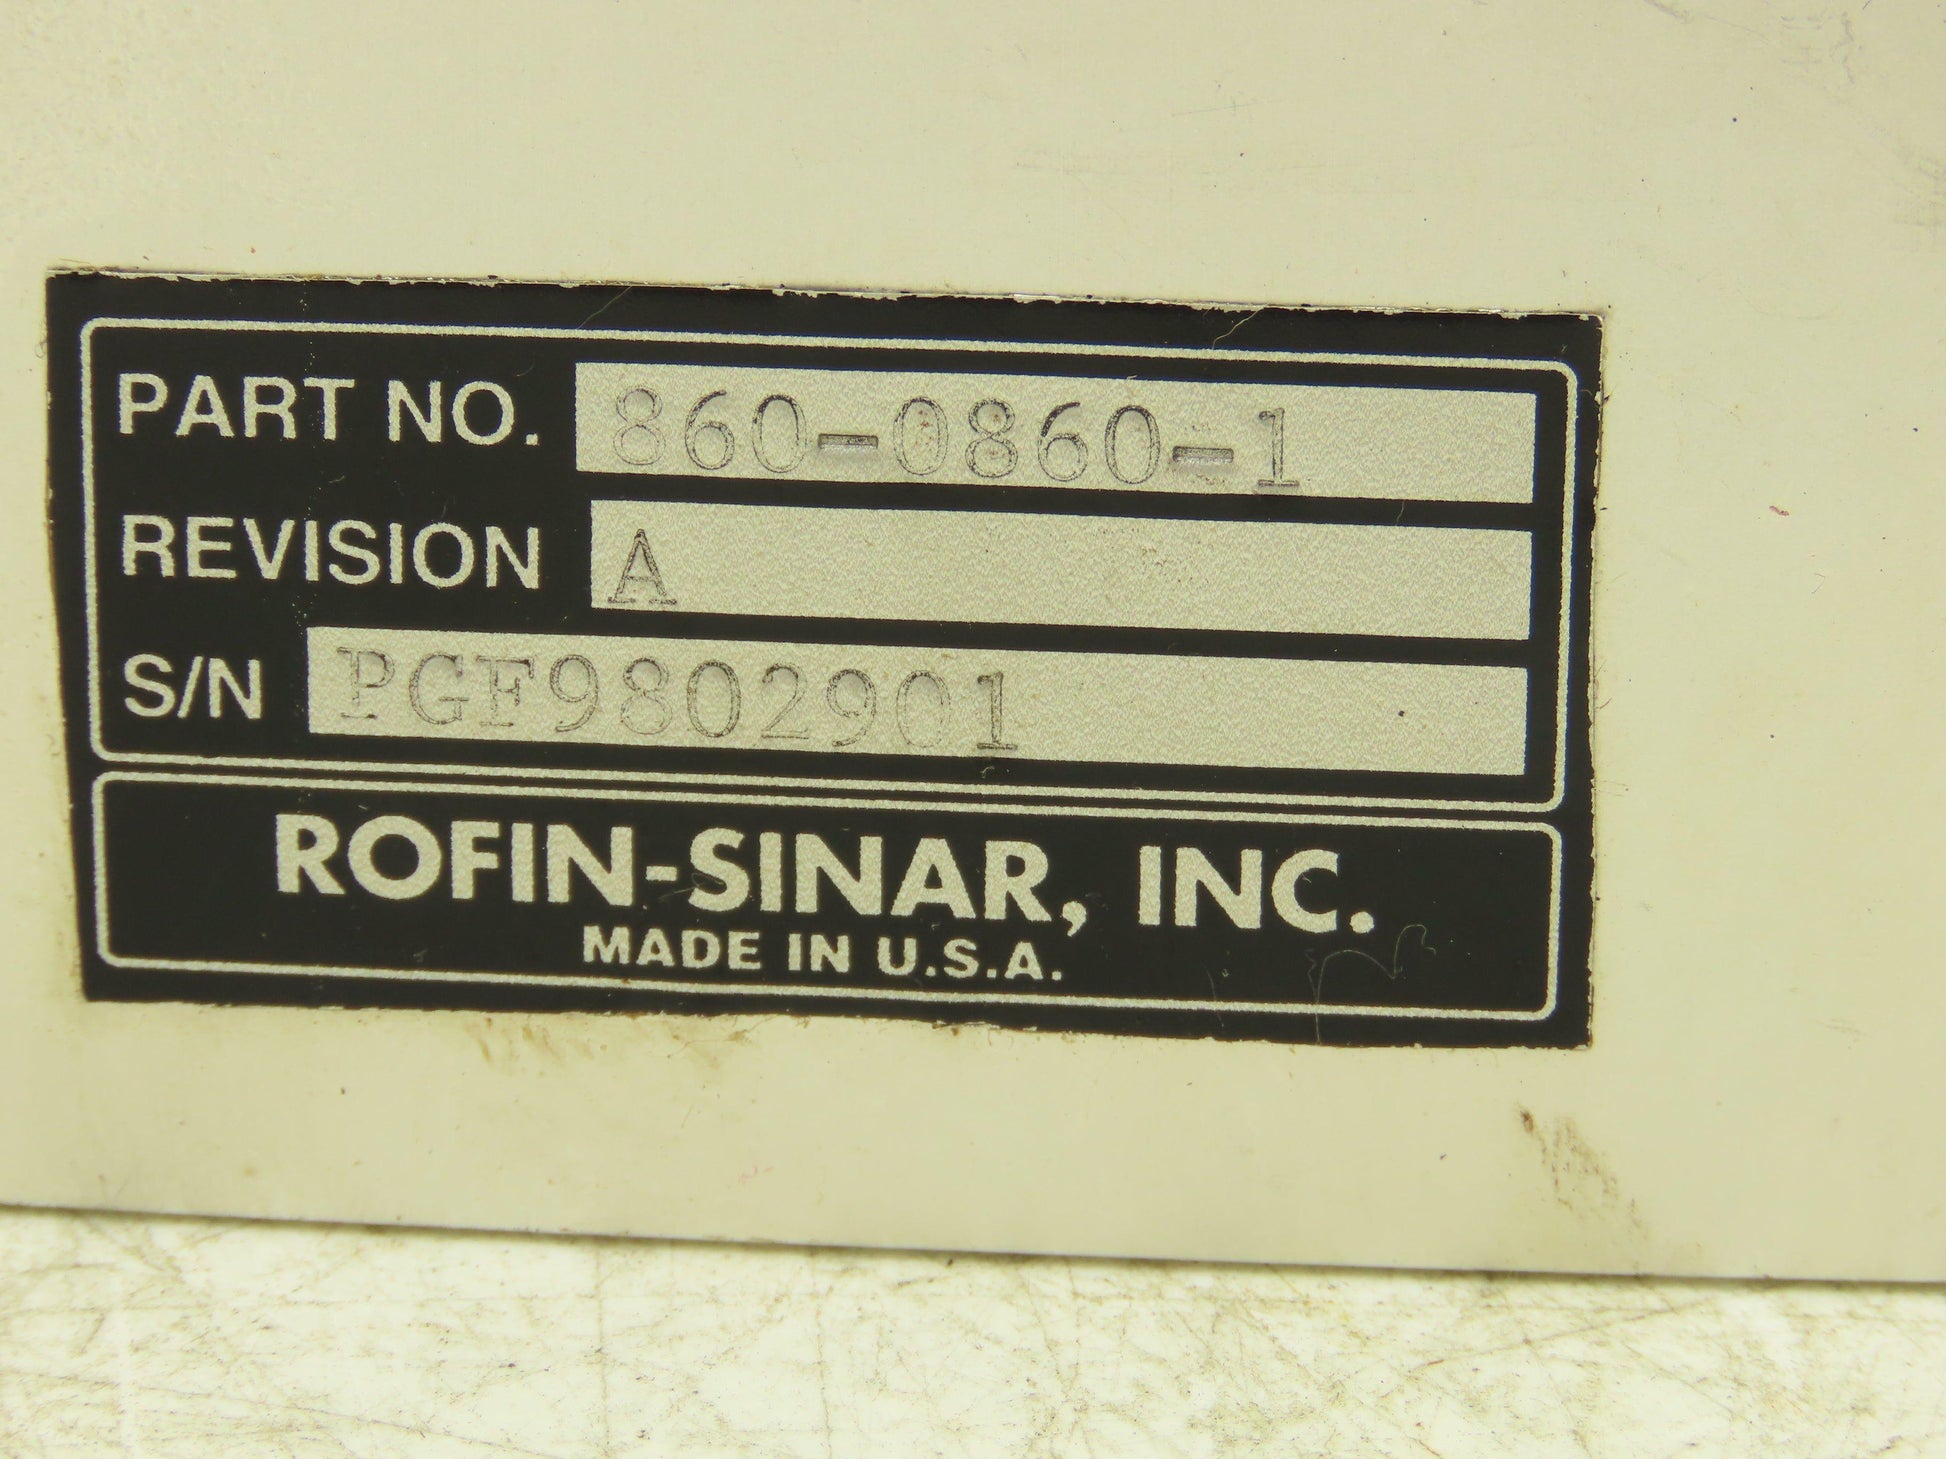 PART NO. 860-0860-1
REVISION A
S/N PGF9802901
ROFIN-SINAR, INC.
MADE IN U.S.A.